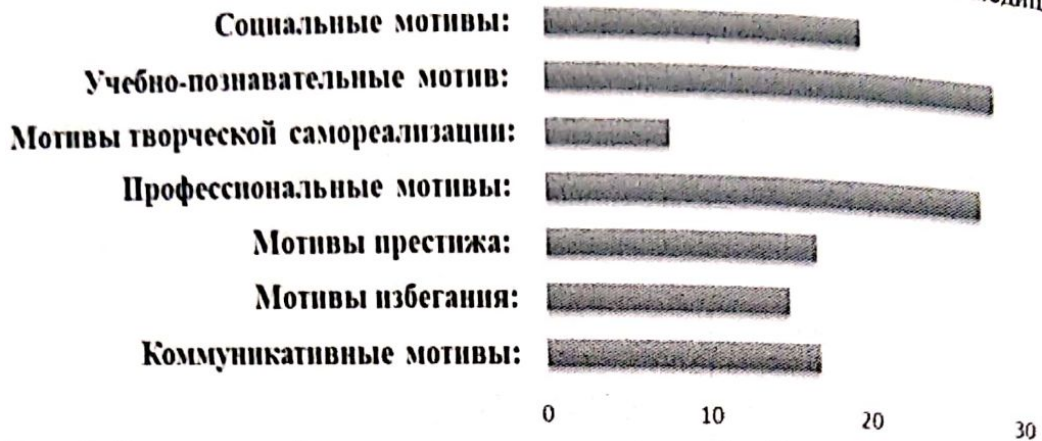 Социальные мотивы:
Учебно-познавательные мотив:
Мотивы творческой самореализации:
Профессиональные мотивы:
Мотивы престижа:
Мотивы избегания:
Коммуникативные мотивы:
0 10 20 30